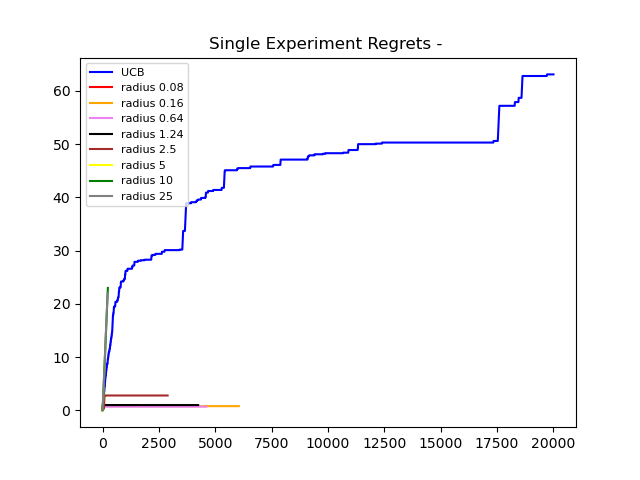 Single Experiment Regrets -
UCB
radius 0.08
radius 0.16
radius 0.64
radius 1.24
radius 2.5
radius 5
radius 10
radius 25
60
50
40
30
20
10
0
0 2500 5000 7500 10000 12500 15000 17500 20000